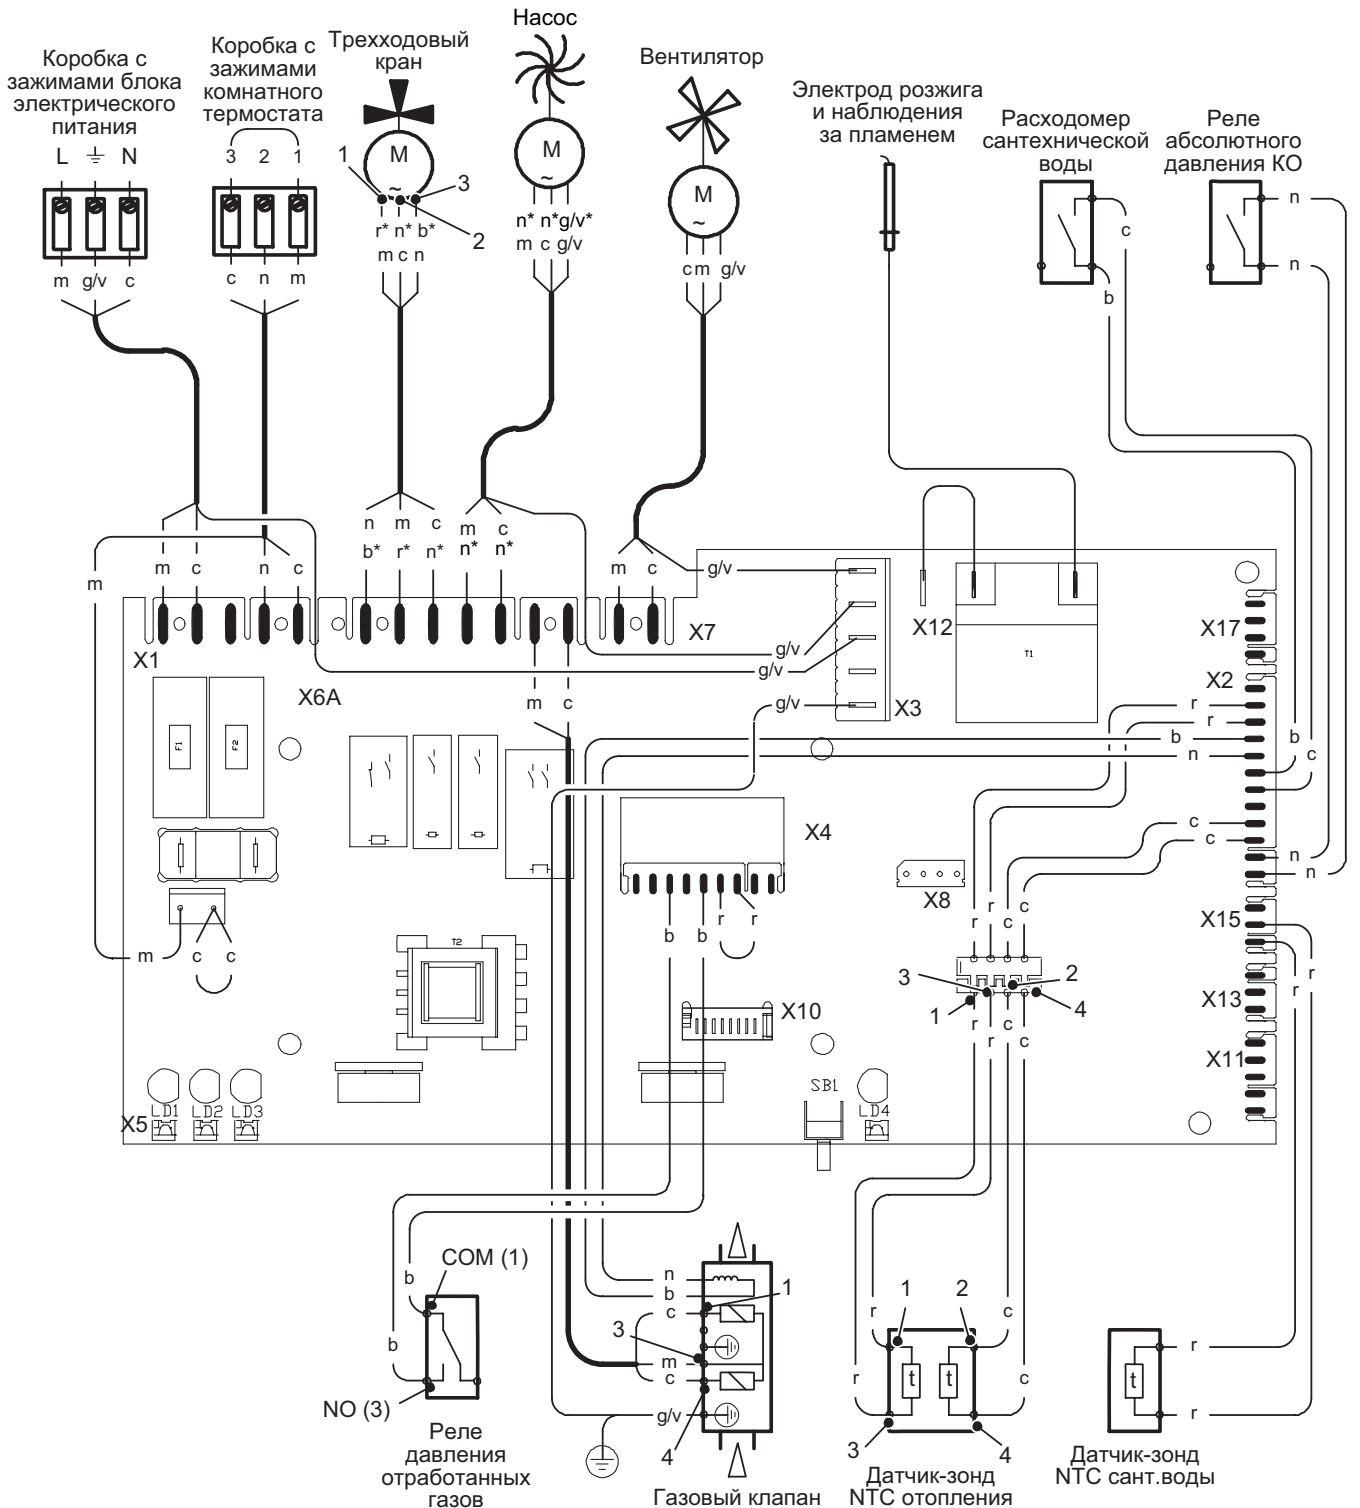 Насос
Коробка с
зажимами блока
электрического
питания
L N
Коробка с
зажимами
комнатного
термостата
3 2 1
Трехходовый
кран
1
M
~
3
2
r* n* b*
m c n
M
~
n* n* g/v*
m c g/v
Вентилятор
M
~
c m g/v
Электрод розжига
и наблюдения
за пламенем
Расходомер
сантехнической
воды
c
b
Реле
абсолютного
давления КО
n
n
m g/v c
c n m
n m c m c
b* r* n* n* n*
m
m c n c
m c g/v
X1
X6A
X7
X12
X17
X2
T1
g/v
g/v
X3
g/v
m c
r
r
b
n
b
c
F1 F2
X4
c
c
n
n
X8
r r c c
b b r r
X15
m c c
T2
3 2
1 4
r r c c
r
r
X10
X13
X11
SB1
X5
LD1 LD2 LD3
LD4
COM (1)
b
b
NO (3)
Реле
давления
отработанных
газов
n
b
c
1
3
m
c
g/v
4
Газовый клапан
r
1 2
c
r
t t
c
3 4
Датчик-зонд
NTC отопления
r
t
r
Датчик-зонд
NTC сант.воды